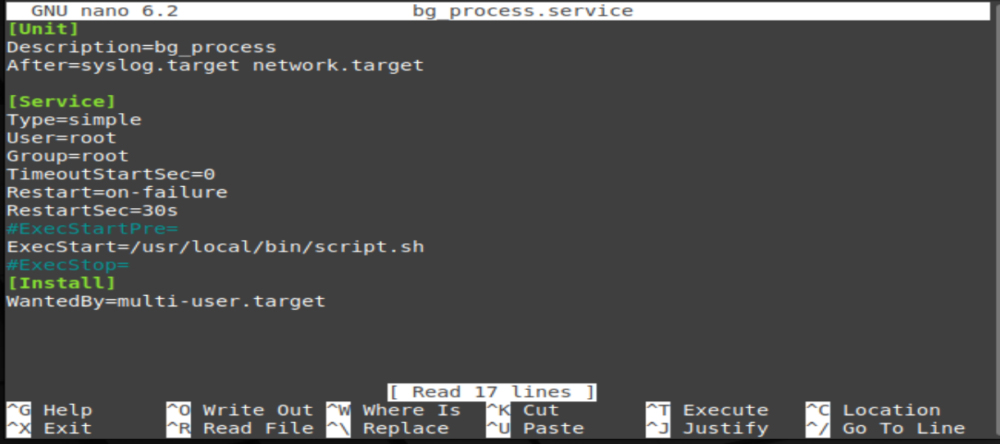 GNU nano 6.2 bg_process.service
[Unit]
Description=bg_process
After=syslog.target network.target
[Service]
Type=simple
User=root
Group=root
TimeoutStartSec=0
Restart=on-failure
RestartSec=30s
#ExecStartPre=
ExecStart=/usr/local/bin/script.sh
#ExecStop=
[Install]
WantedBy=multi-user.target
[ Read 17 lines ]
^G Help ^O Write Out ^W Where Is ^K Cut ^T Execute ^C Location
^X Exit ^R Read File ^\ Replace ^U Paste ^J Justify ^/ Go To Line